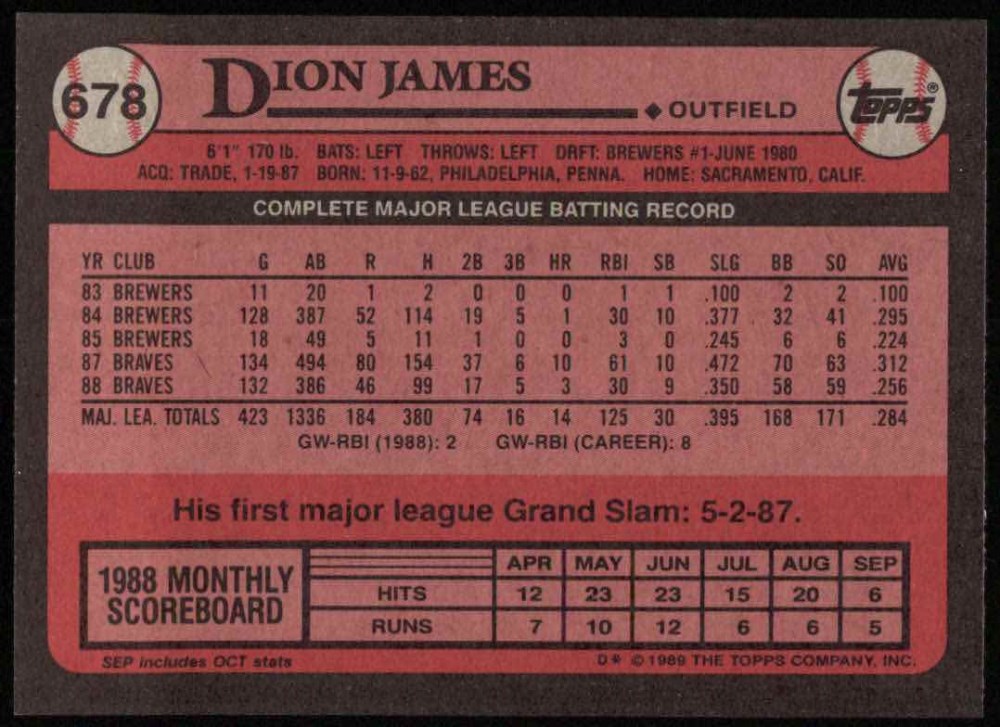 678 DION JAMES
◆ OUTFIELD
TOPPS®
6'1" 170 lb. BATS: LEFT THROWS: LEFT DRFT: BREWERS #1-JUNE 1980
ACQ: TRADE, 1-19-87 BORN: 11-9-62, PHILADELPHIA, PENNA. HOME: SACRAMENTO, CALIF.
COMPLETE MAJOR LEAGUE BATTING RECORD
YR CLUB G AB R H 2B 3B HR RBI SB SLG BB SO AVG
83 BREWERS 11 20 1 2 0 0 0 1 1 .100 2 2 .100
84 BREWERS 128 387 52 114 19 5 1 30 10 .377 32 41 .295
85 BREWERS 18 49 5 11 1 0 0 3 0 .245 6 6 .224
87 BRAVES 134 494 80 154 37 6 10 61 10 .472 70 63 .312
88 BRAVES 132 386 46 99 17 5 3 30 9 .350 58 59 .256
MAJ. LEA. TOTALS 423 1336 184 380 74 16 14 125 30 .395 168 171 .284
GW-RBI (1988): 2 GW-RBI (CAREER): 8
His first major league Grand Slam: 5-2-87.
1988 MONTHLY
SCOREBOARD
APR MAY JUN JUL AUG SEP
HITS 12 23 23 15 20 6
RUNS 7 10 12 6 6 5
SEP includes OCT stats
D* © 1989 THE TOPPS COMPANY, INC.